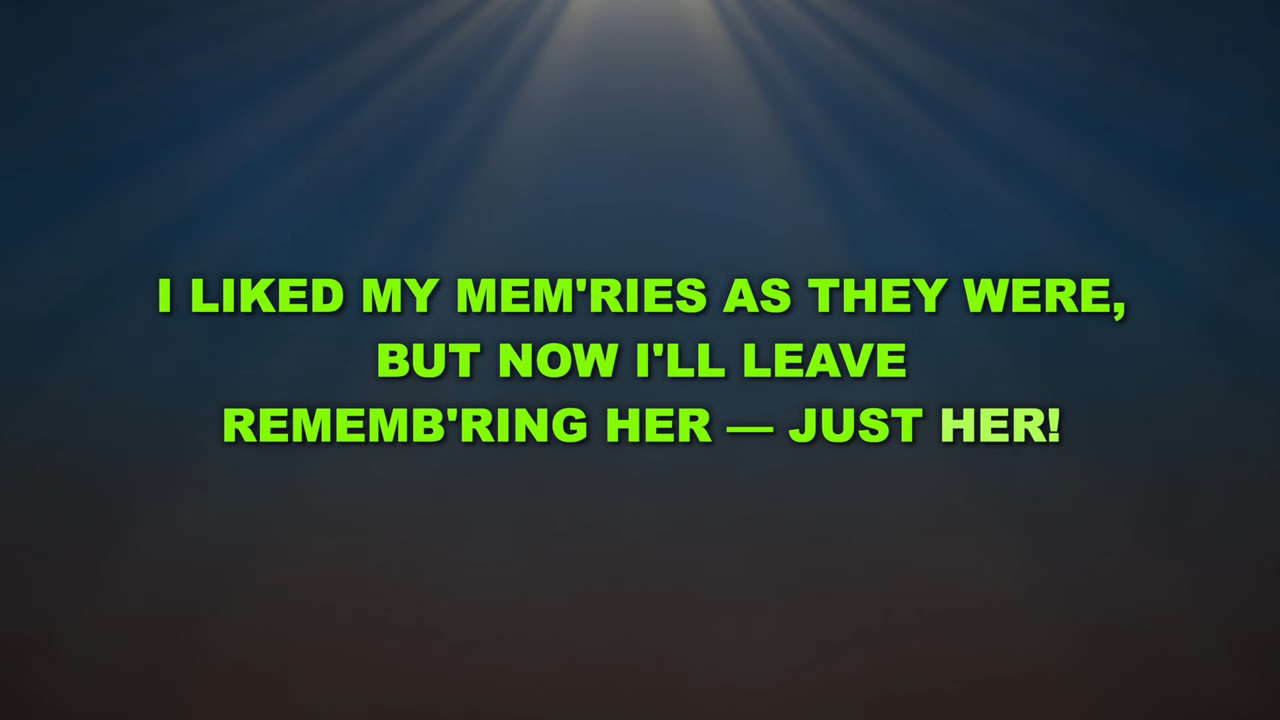 I LIKED MY MEM'RIES AS THEY WERE,
BUT NOW I'LL LEAVE
REMEMB'RING HER — JUST HER!